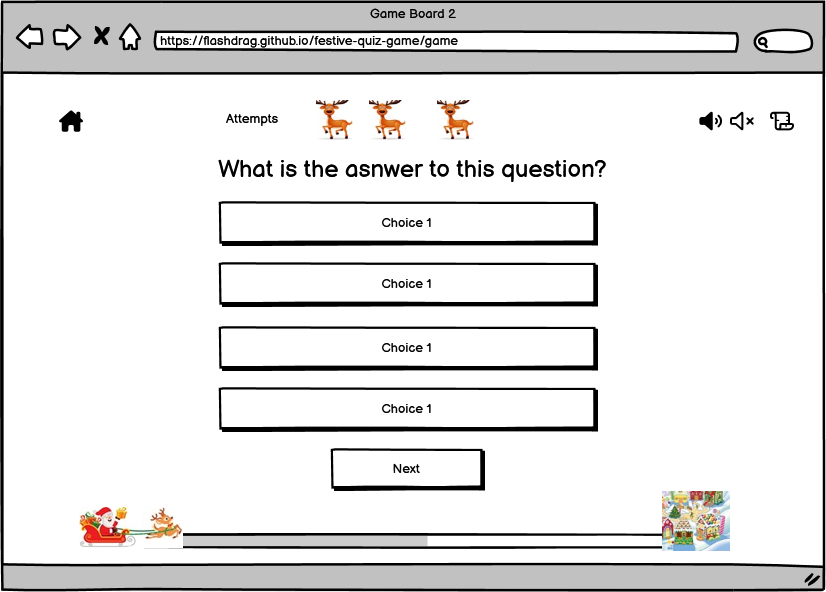 Game Board 2
https://flashdrag.github.io/festive-quiz-game/game
Attempts
What is the asnwer to this question?
Choice 1
Choice 1
Choice 1
Choice 1
Next